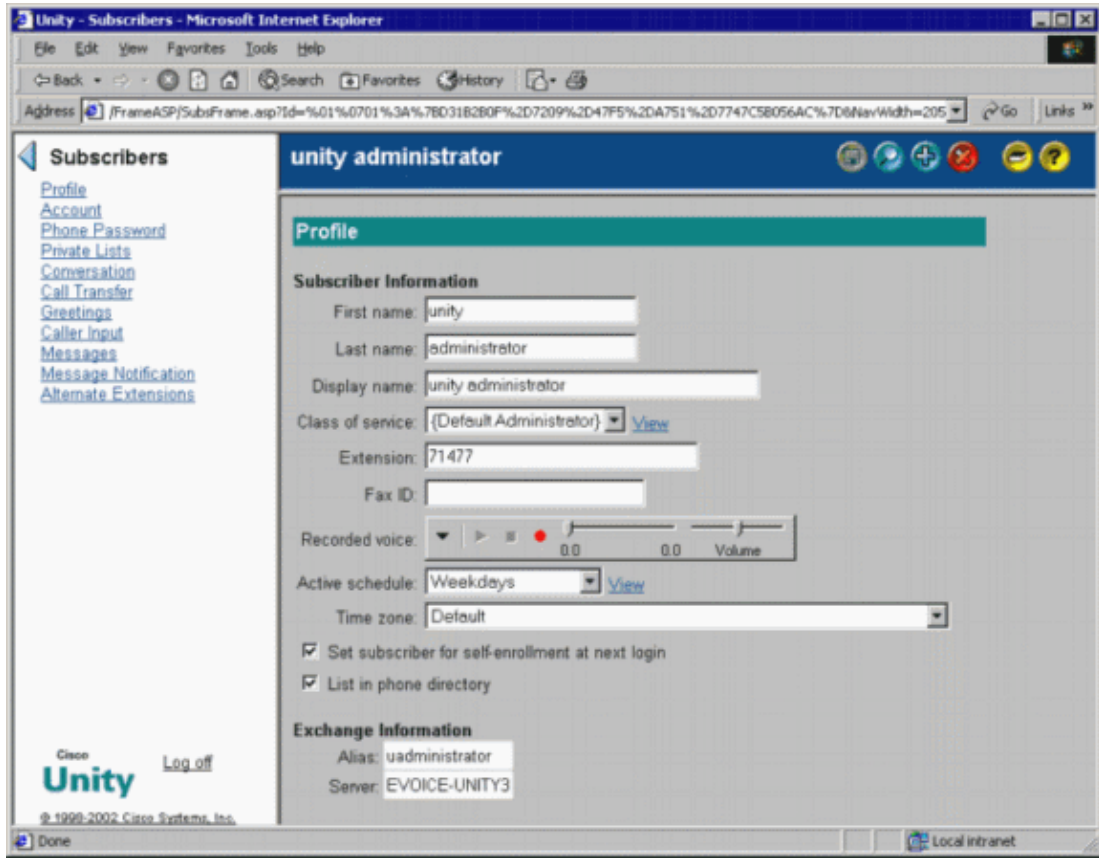 Unity - Subscribers - Microsoft Internet Explorer
File Edit View Favorites Tools Help
Back Search Favorites History
Address /FrameASP/SubsFrame.asp?Id=%01%0701%3A%7BD31B2B0F%2D7209%2D47F5%2DA751%2D7747C5B056AC%7D&NavWidth=205 Go Links »
Subscribers
unity administrator
Profile
Account
Phone Password
Private Lists
Conversation
Call Transfer
Greetings
Caller Input
Messages
Message Notification
Alternate Extensions
Profile
Subscriber Information
First name: unity
Last name: administrator
Display name: unity administrator
Class of service: {Default Administrator} View
Extension: 71477
Fax ID:
Recorded voice: 0.0 0.0 Volume
Active schedule: Weekdays View
Time zone: Default
Set subscriber for self-enrollment at next login
List in phone directory
Exchange Information
Alias: uadministrator
Server: EVOICE-UNITY3
Cisco
Unity
Log off
© 1998-2002 Cisco Systems, Inc.
Done Local intranet